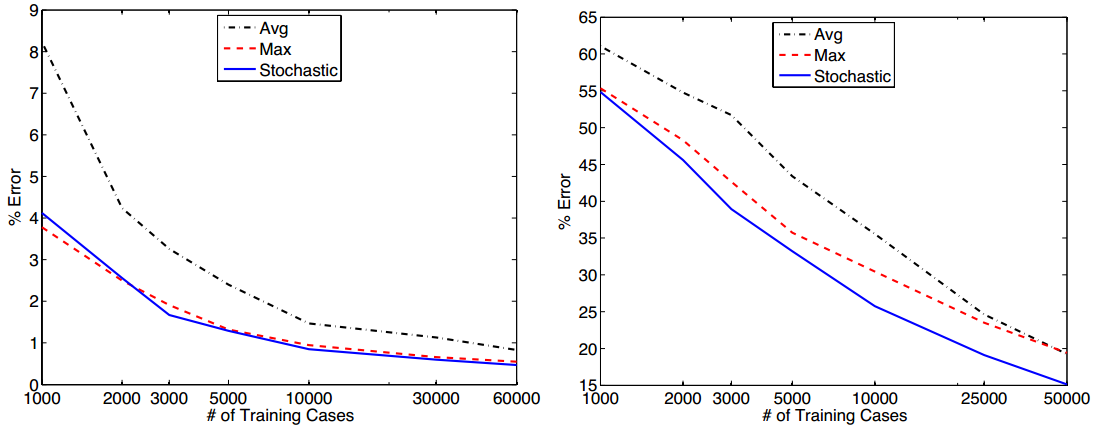 9
8
7
6
5
4
3
2
1
0
% Error
Avg
Max
Stochastic
1000 2000 3000 5000 10000 30000 60000
# of Training Cases
65
60
55
50
45
40
35
30
25
20
15
% Error
Avg
Max
Stochastic
1000 2000 3000 5000 10000 25000 50000
# of Training Cases